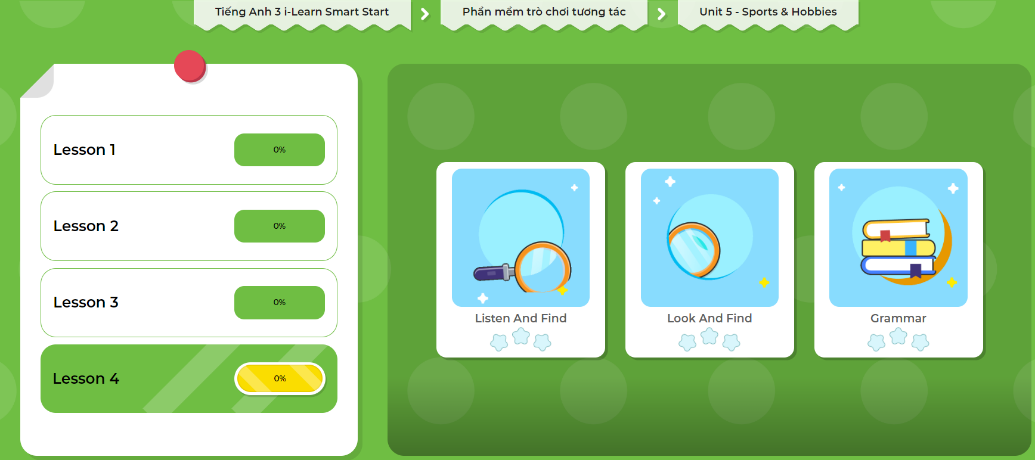 Tiếng Anh 3 i-Learn Smart Start
Phần mềm trò chơi tương tác
Unit 5 - Sports & Hobbies
Lesson 1
0%
Lesson 2
0%
Lesson 3
0%
Lesson 4
0%
Listen And Find
Look And Find
Grammar